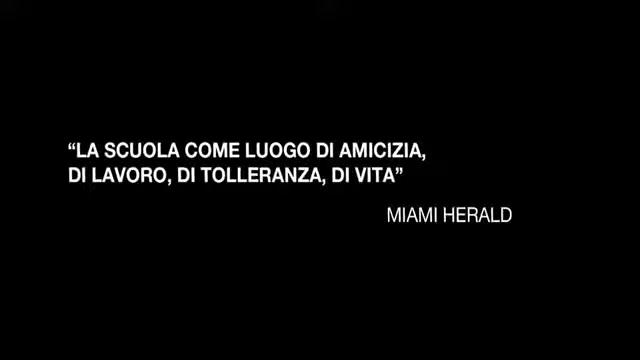 “LA SCUOLA COME LUOGO DI AMICIZIA,
DI LAVORO, DI TOLLERANZA, DI VITA”
MIAMI HERALD